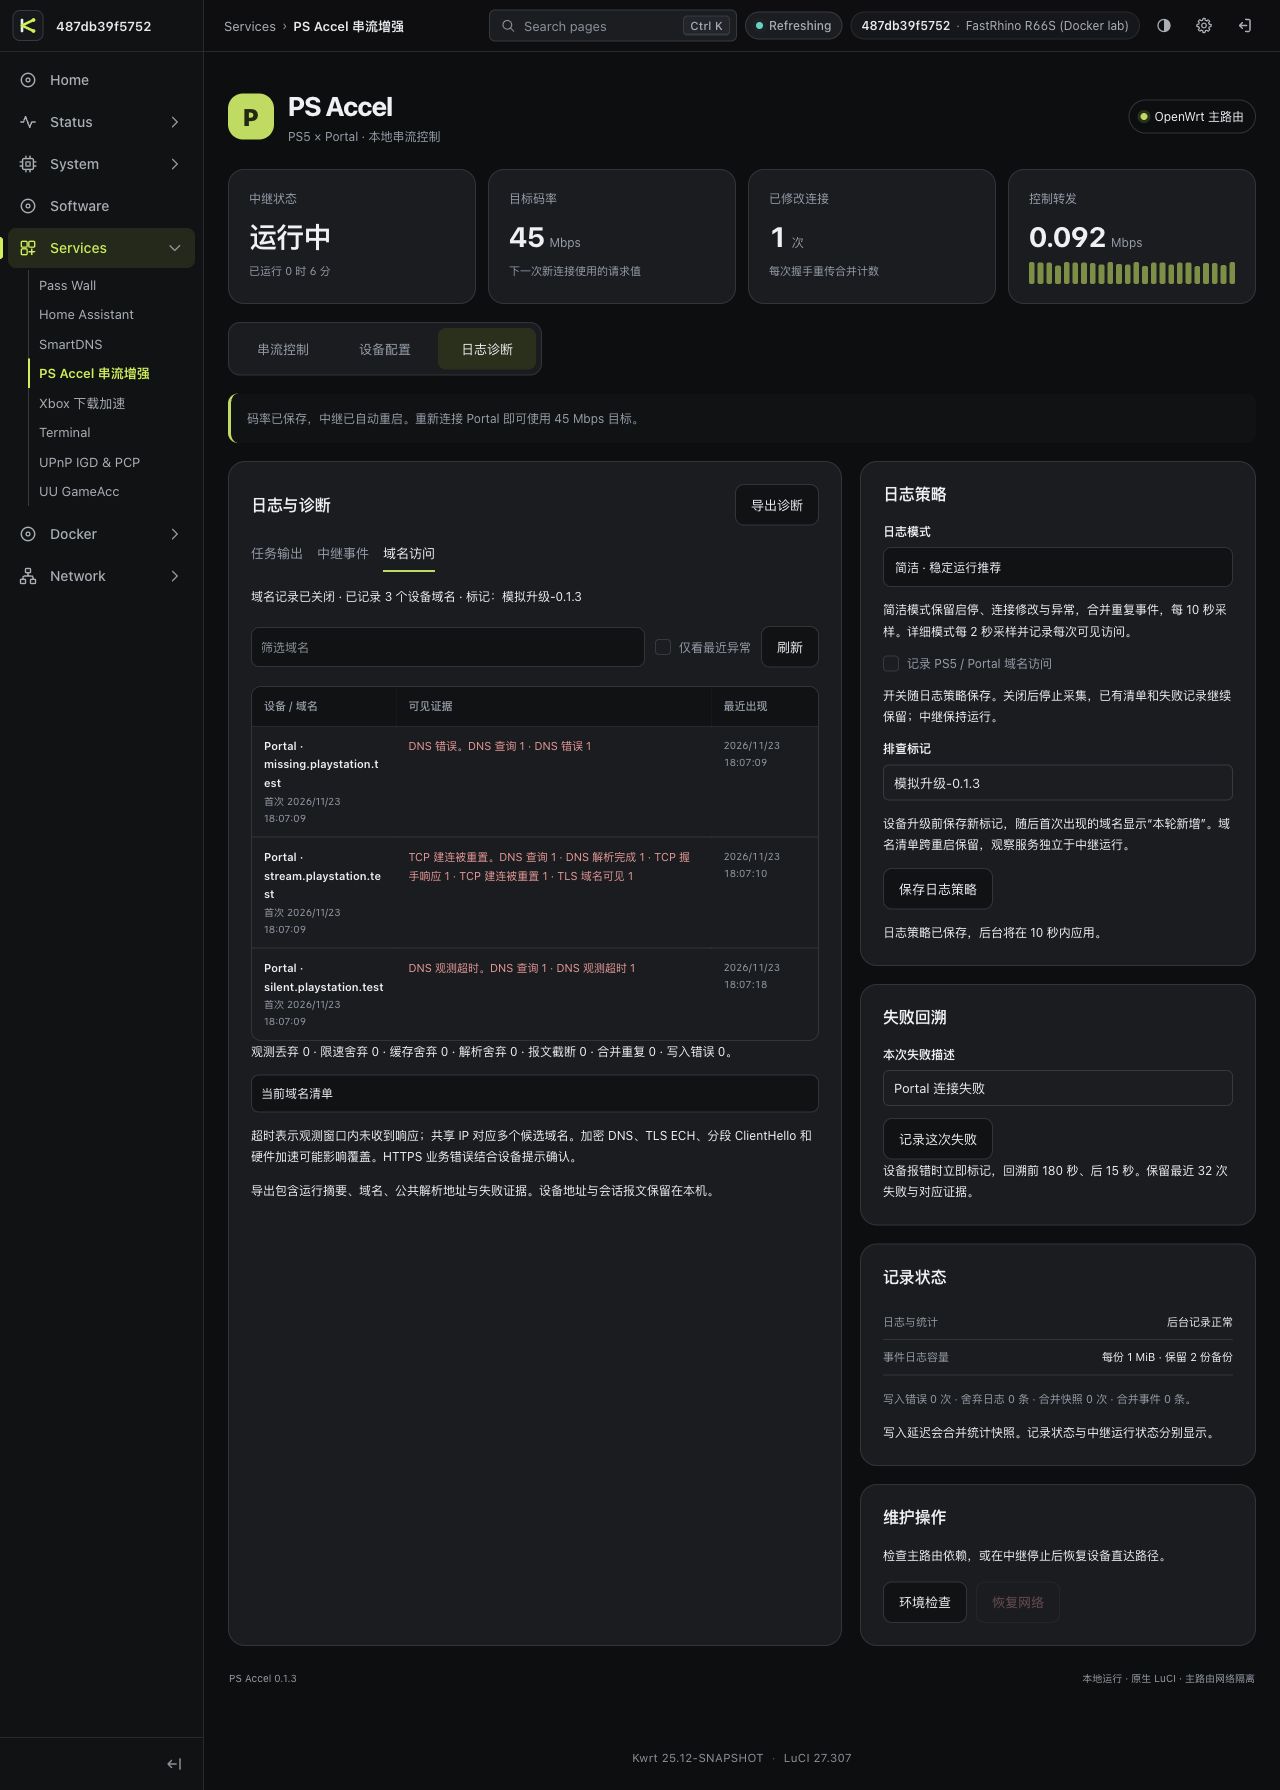 487db39f5752
Services › PS Accel 串流增强
Search pages
Ctrl K
Refreshing
487db39f5752 · FastRhino R66S (Docker lab)
Home
Status
System
Software
Services
Pass Wall
Home Assistant
SmartDNS
PS Accel 串流增强
Xbox 下载加速
Terminal
UPnP IGD & PCP
UU GameAcc
Docker
Network
P
PS Accel
PS5 × Portal · 本地串流控制
OpenWrt 主路由
中继状态
运行中
已运行 0 时 6 分
目标码率
45 Mbps
下一次新连接使用的请求值
已修改连接
1 次
每次握手重传合并计数
控制转发
0.092 Mbps
串流控制
设备配置
日志诊断
码率已保存，中继已自动重启。重新连接 Portal 即可使用 45 Mbps 目标。
日志与诊断
导出诊断
任务输出
中继事件
域名访问
域名记录已关闭 · 已记录 3 个设备域名 · 标记：模拟升级-0.1.3
筛选域名
仅看最近异常
刷新
设备 / 域名
可见证据
最近出现
Portal ·
missing.playstation.t
est
首次 2026/11/23
18:07:09
DNS 错误。DNS 查询 1 · DNS 错误 1
2026/11/23
18:07:09
Portal ·
stream.playstation.te
st
首次 2026/11/23
18:07:09
TCP 建连被重置。DNS 查询 1 · DNS 解析完成 1 · TCP 握
手响应 1 · TCP 建连被重置 1 · TLS 域名可见 1
2026/11/23
18:07:10
Portal ·
silent.playstation.test
首次 2026/11/23
18:07:09
DNS 观测超时。DNS 查询 1 · DNS 观测超时 1
2026/11/23
18:07:18
观测丢弃 0 · 限速舍弃 0 · 缓存舍弃 0 · 解析舍弃 0 · 报文截断 0 · 合并重复 0 · 写入错误 0。
当前域名清单
超时表示观测窗口内未收到响应；共享 IP 对应多个候选域名。加密 DNS、TLS ECH、分段 ClientHello 和
硬件加速可能影响覆盖。HTTPS 业务错误结合设备提示确认。
导出包含运行摘要、域名、公共解析地址与失败证据。设备地址与会话报文保留在本机。
日志策略
日志模式
简洁 · 稳定运行推荐
简洁模式保留启停、连接修改与异常，合并重复事件，每 10 秒采
样。详细模式每 2 秒采样并记录每次可见访问。
记录 PS5 / Portal 域名访问
开关随日志策略保存。关闭后停止采集，已有清单和失败记录继续
保留；中继保持运行。
排查标记
模拟升级-0.1.3
设备升级前保存新标记，随后首次出现的域名显示“本轮新增”。域
名清单跨重启保留，观察服务独立于中继运行。
保存日志策略
日志策略已保存，后台将在 10 秒内应用。
失败回溯
本次失败描述
Portal 连接失败
记录这次失败
设备报错时立即标记，回溯前 180 秒、后 15 秒。保留最近 32 次
失败与对应证据。
记录状态
日志与统计
后台记录正常
事件日志容量
每份 1 MiB · 保留 2 份备份
写入错误 0 次 · 舍弃日志 0 条 · 合并快照 0 次 · 合并事件 0 条。
写入延迟会合并统计快照。记录状态与中继运行状态分别显示。
维护操作
检查主路由依赖，或在中继停止后恢复设备直达路径。
环境检查
恢复网络
PS Accel 0.1.3
本地运行 · 原生 LuCI · 主路由网络隔离
Kwrt 25.12-SNAPSHOT · LuCI 27.307